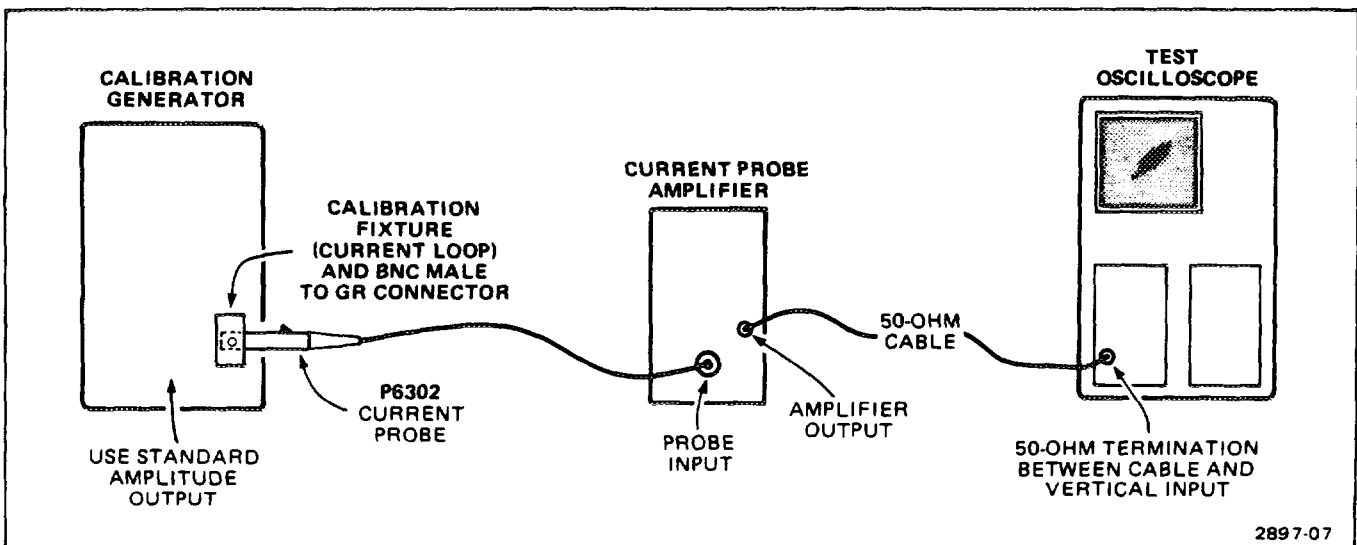 CALIBRATION
GENERATOR
CALIBRATION
FIXTURE
(CURRENT LOOP)
AND BNC MALE
TO GR CONNECTOR
P6302
CURRENT
PROBE
USE STANDARD
AMPLITUDE
OUTPUT
CURRENT PROBE
AMPLIFIER
PROBE
INPUT
AMPLIFIER
OUTPUT
50-OHM
CABLE
TEST
OSCILLOSCOPE
50-OHM TERMINATION
BETWEEN CABLE AND
VERTICAL INPUT
2897-07